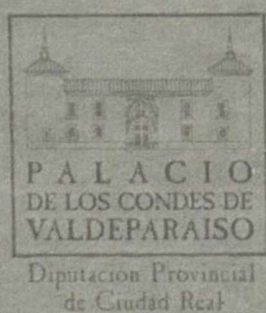 PALACIO
DE LOS CONDES DE
VALDEPARAISO
Diputación Provincial
de Ciudad Real